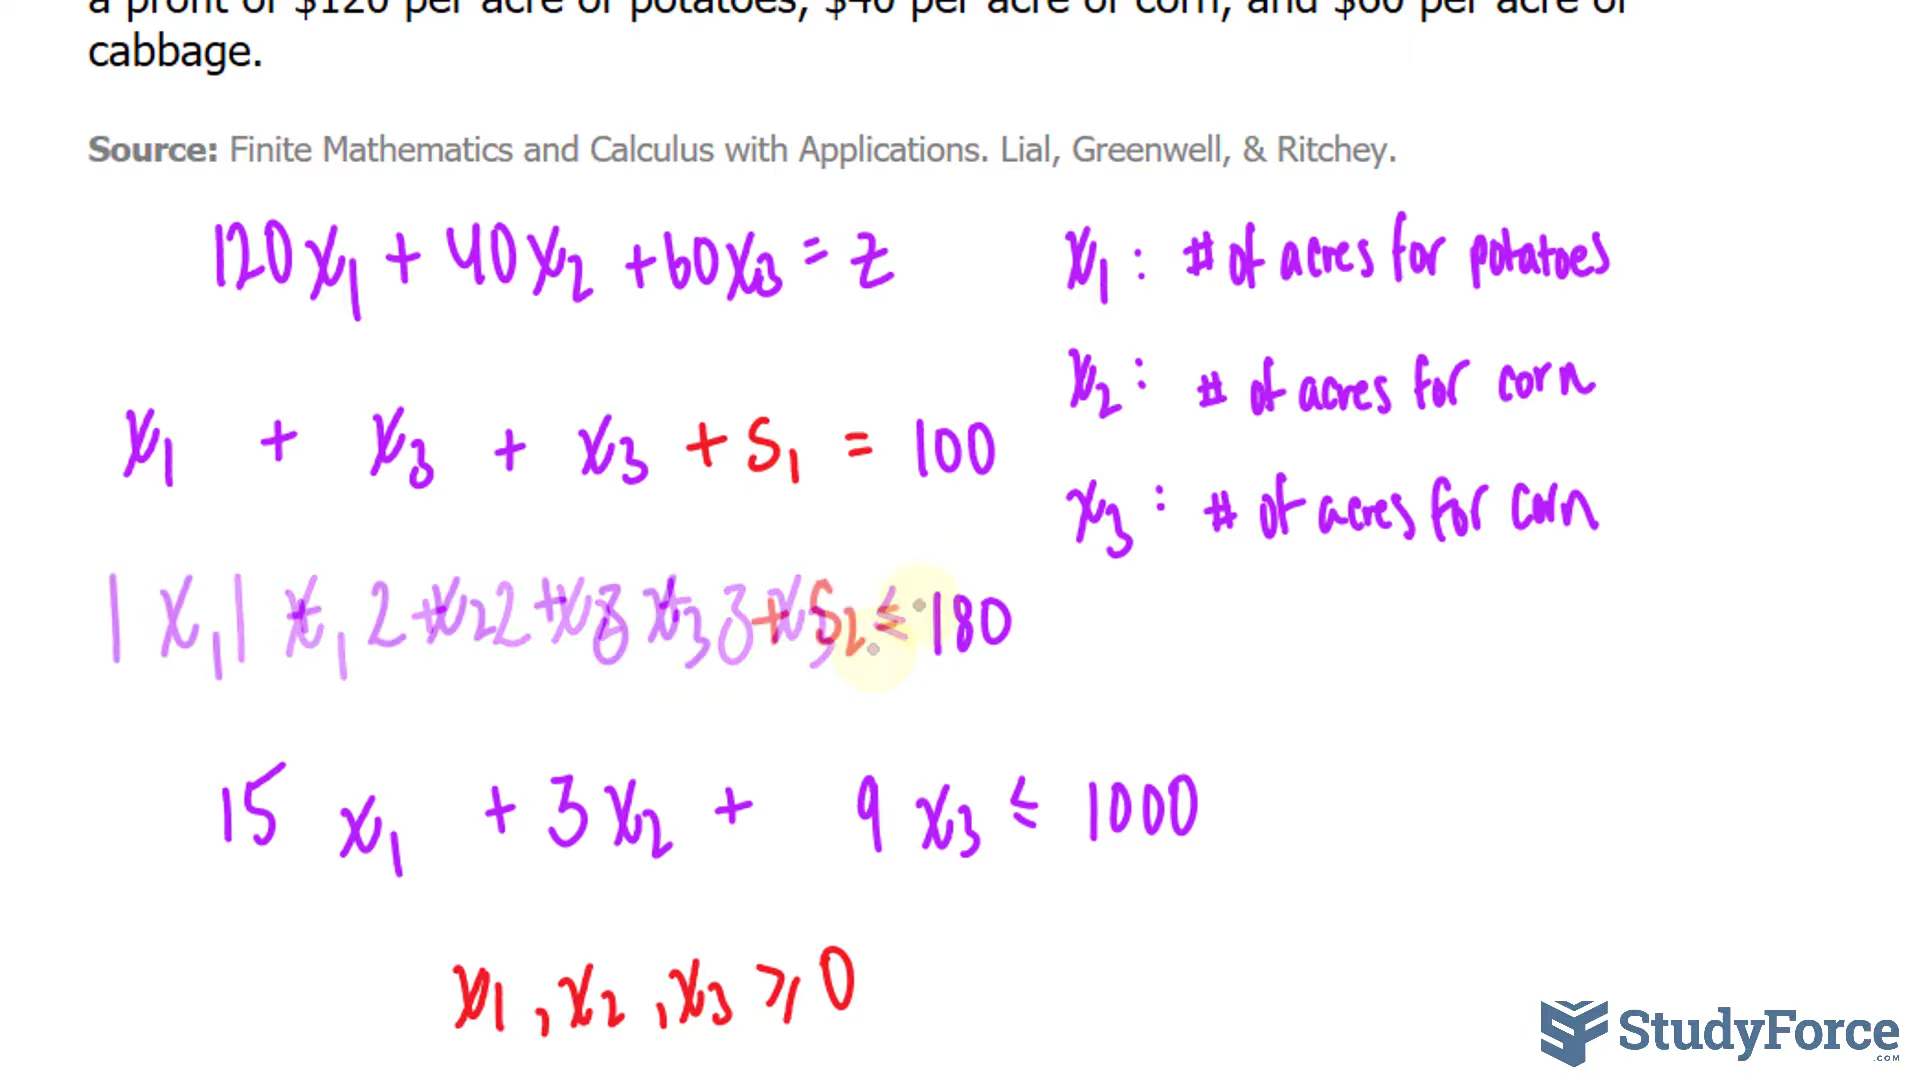 a profit of $120 per acre of potatoes, $40 per acre of corn, and $60 per acre of
cabbage.
Source: Finite Mathematics and Calculus with Applications. Lial, Greenwell, & Ritchey.
120x₁ + 40x₂ + 60x₃ = z
x₁ : # of acres for potatoes
x₂ : # of acres for corn
x₁ + x₃ + x₃ + s₁ = 100
x₃ : # of acres for corn
180
15 x₁ + 3x₂ + 9x₃ ≤ 1000
x₁, x₂, x₃ ≥ 0
StudyForce
.COM